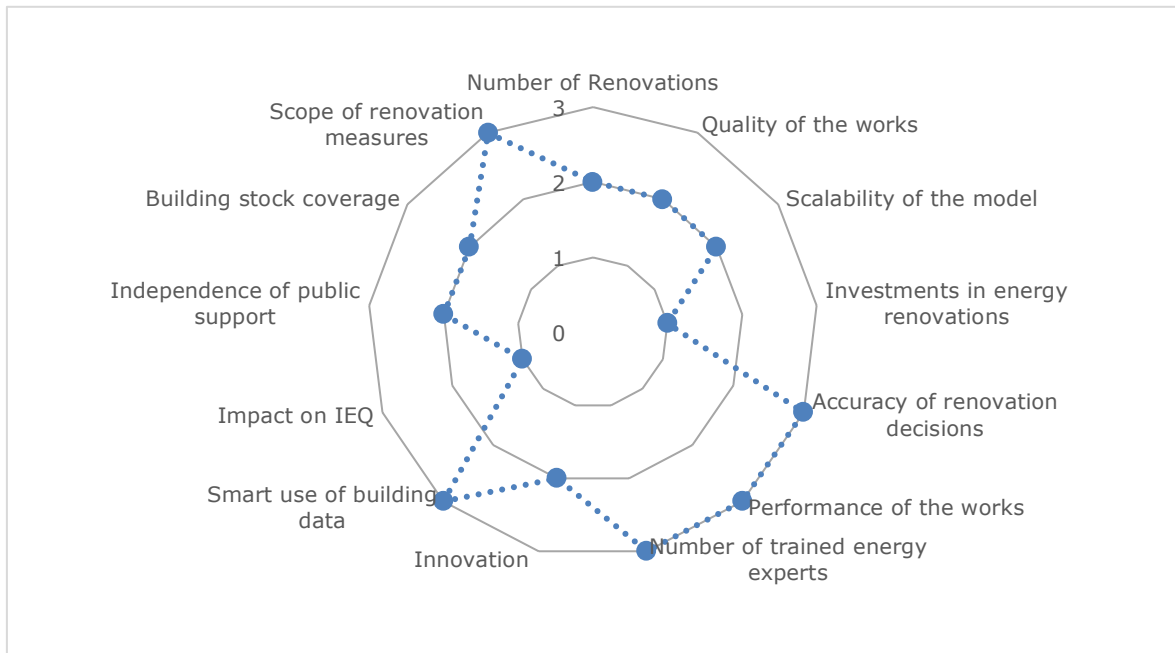 Number of Renovations
Scope of renovation
measures
3
Quality of the works
Building stock coverage
2
Scalability of the model
1
Independence of public
support
Investments in energy
renovations
0
Impact on IEQ
Accuracy of renovation
decisions
Smart use of building
data
Performance of the works
Innovation
Number of trained energy
experts